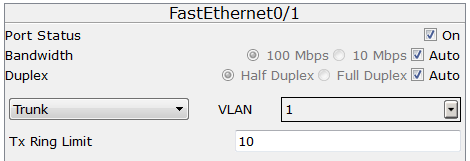 FastEthernet0/1
Port Status On
Bandwidth 100 Mbps 10 Mbps Auto
Duplex Half Duplex Full Duplex Auto
Trunk VLAN 1
Tx Ring Limit 10